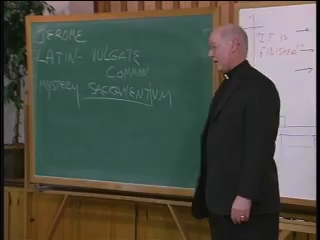 JEROME
LATIN - VULGATE
COMMON
MYSTERY SACRAMENTUM
"IT IS
FINISHED"